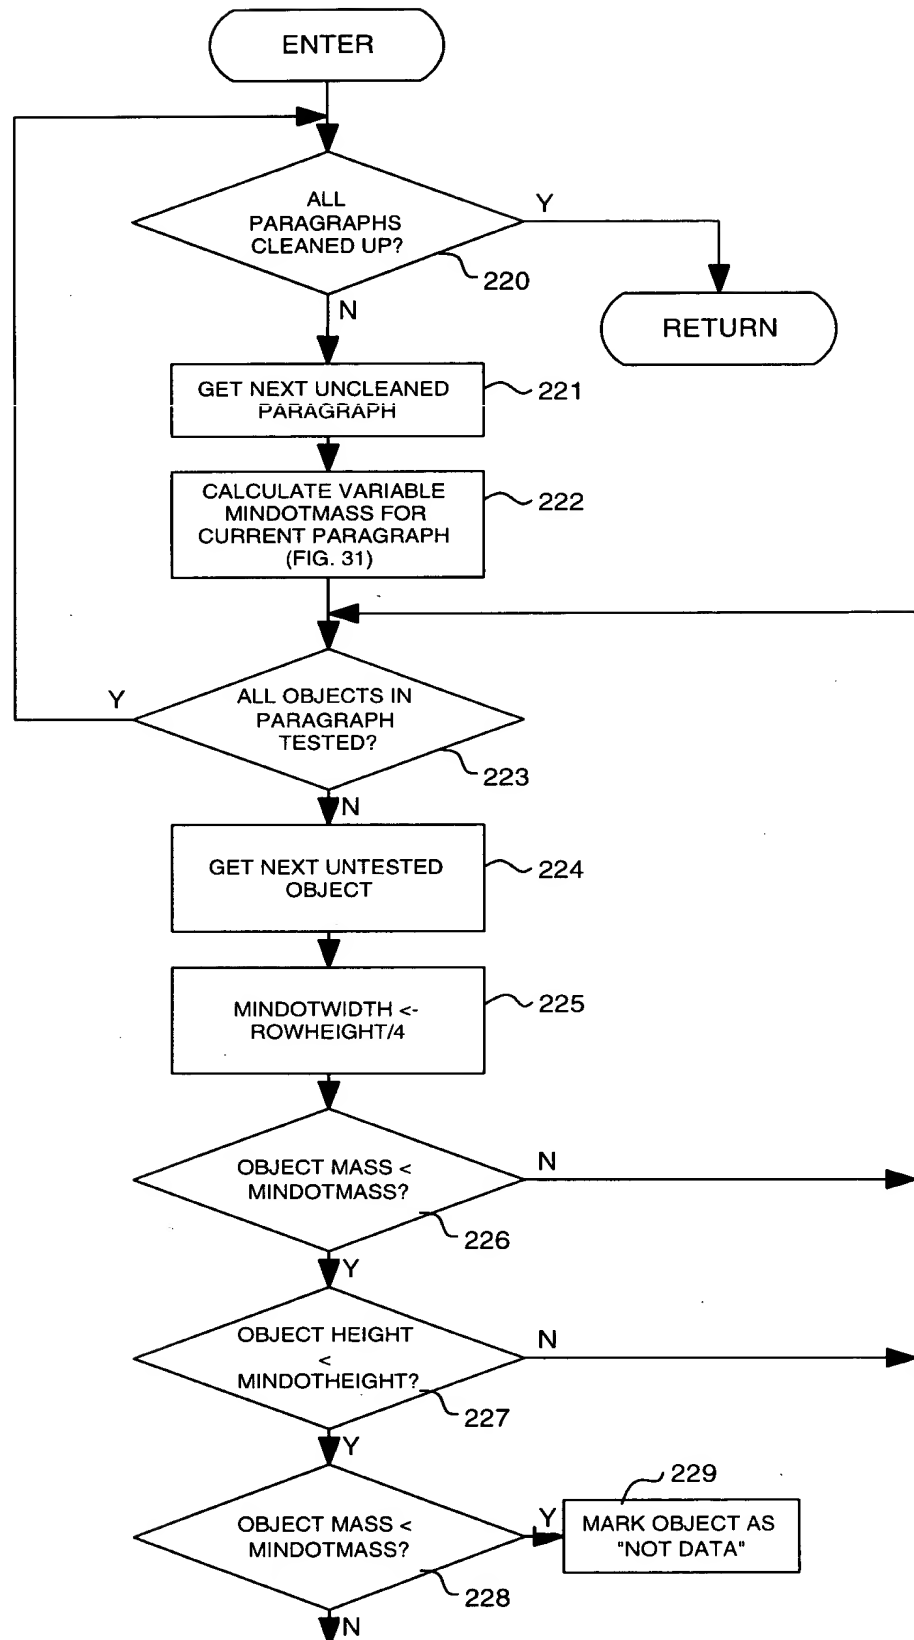 ENTER
ALL
PARAGRAPHS
CLEANED UP?
Y
220
N
RETURN
GET NEXT UNCLEANED
PARAGRAPH
221
CALCULATE VARIABLE
MINDOTMASS FOR
CURRENT PARAGRAPH
(FIG. 31)
222
Y
ALL OBJECTS IN
PARAGRAPH
TESTED?
223
N
GET NEXT UNTESTED
OBJECT
224
MINDOTWIDTH <-
ROWHEIGHT/4
225
OBJECT MASS <
MINDOTMASS?
N
226
Y
OBJECT HEIGHT
<
MINDOTHEIGHT?
N
227
Y
OBJECT MASS <
MINDOTMASS?
Y
228
N
229
MARK OBJECT AS
"NOT DATA"